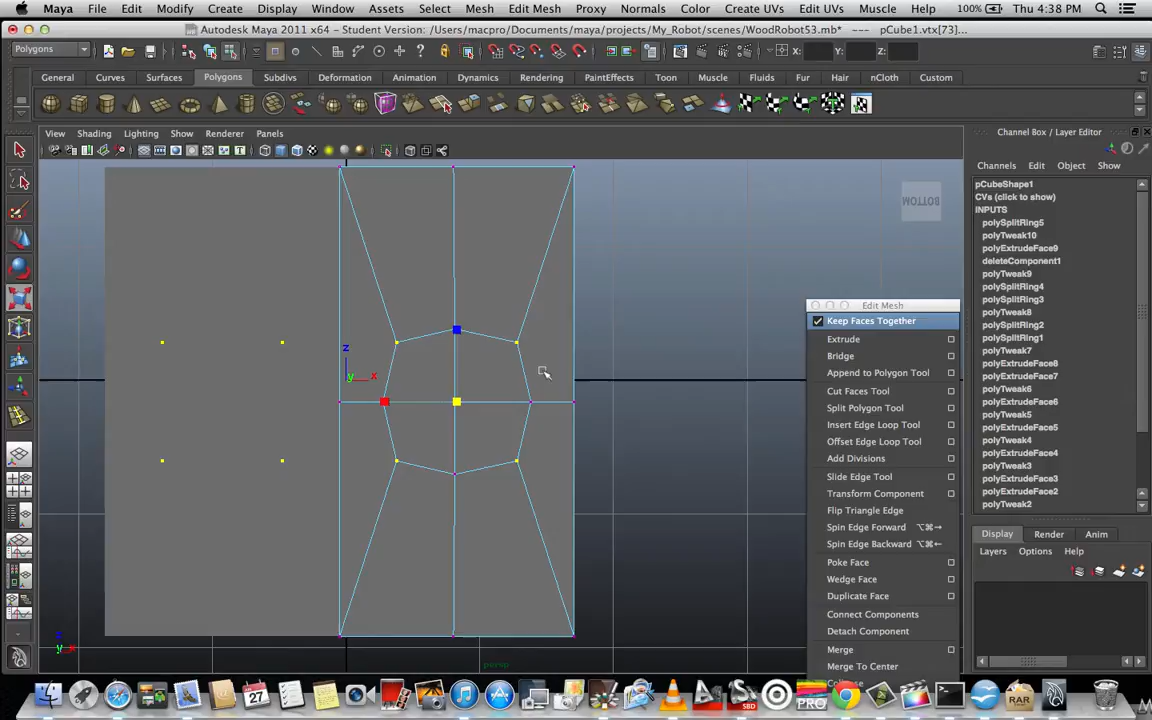 Maya File Edit Modify Create Display Window Assets Select Mesh Edit Mesh Proxy Normals Color Create UVs Edit UVs Muscle Help 100% Thu 4:38 PM
Autodesk Maya 2011 x64 - Student Version: /Users/macpro/Documents/maya/projects/My_Robot/scenes/WoodRobot53.mb* --- pCube1.vtx[73]...
Polygons X: Y: Z:
General Curves Surfaces Polygons Subdivs Deformation Animation Dynamics Rendering PaintEffects Toon Muscle Fluids Fur Hair nCloth Custom
View Shading Lighting Show Renderer Panels
Channel Box / Layer Editor
Channels Edit Object Show
pCubeShape1
CVs (click to show)
INPUTS
polySplitRing5
polyTweak10
polyExtrudeFace9
deleteComponent1
polyTweak9
polySplitRing4
polySplitRing3
polyTweak8
polySplitRing2
polySplitRing1
polyTweak7
polyExtrudeFace8
polyExtrudeFace7
polyTweak6
polyExtrudeFace6
polyTweak5
polyExtrudeFace5
polyTweak4
polyExtrudeFace4
polyTweak3
polyExtrudeFace3
polyExtrudeFace2
polyTweak2
BOTTOM
Edit Mesh
Keep Faces Together
Extrude
Bridge
Append to Polygon Tool
Cut Faces Tool
Split Polygon Tool
Insert Edge Loop Tool
Offset Edge Loop Tool
Add Divisions
Slide Edge Tool
Transform Component
Flip Triangle Edge
Spin Edge Forward ⌥⌘→
Spin Edge Backward ⌥⌘←
Poke Face
Wedge Face
Duplicate Face
Connect Components
Detach Component
Merge
Merge To Center
z
y x
Display Render Anim
Layers Options Help
z
y x
persp
27
SBD
PRO
RAR